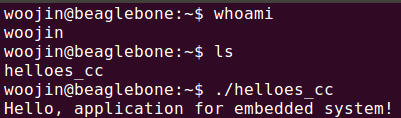 woojin@beaglebone:~$ whoami
woojin
woojin@beaglebone:~$ ls
helloes_cc
woojin@beaglebone:~$ ./helloes_cc
Hello, application for embedded system!